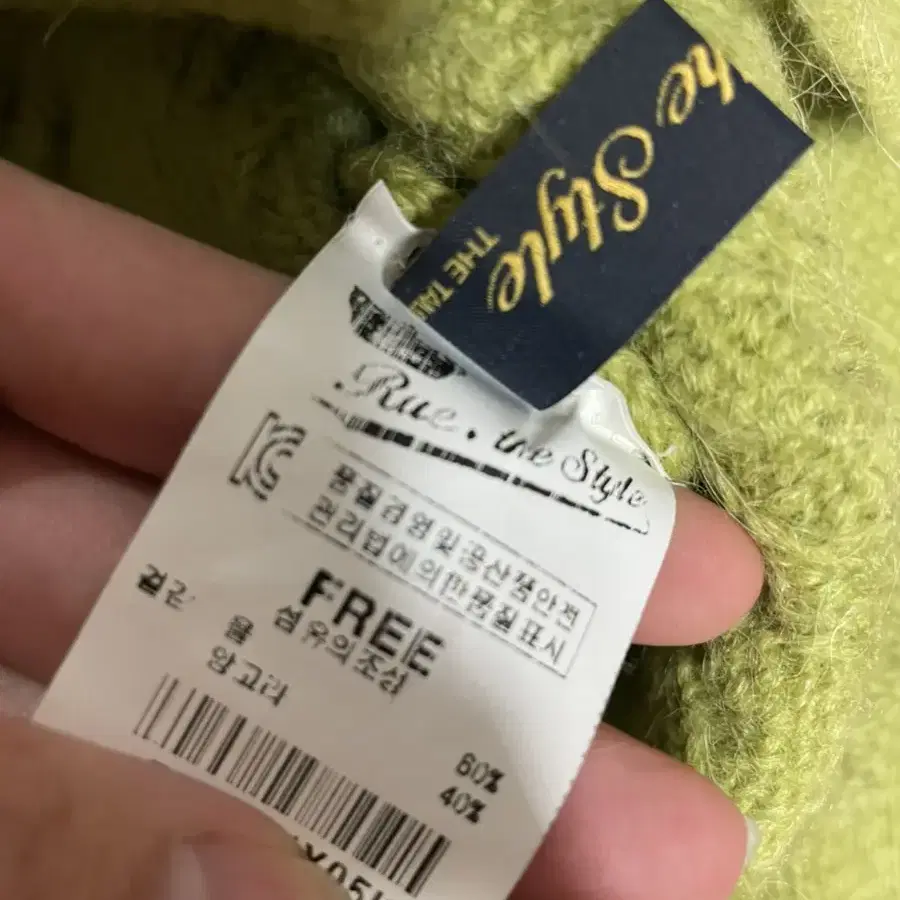 the Style
THE
Rue. the Style
품질경영및공산품안전
관리법에의한품질표시
FREE
섬유의조성
겉감
울 60%
앙고라 40%